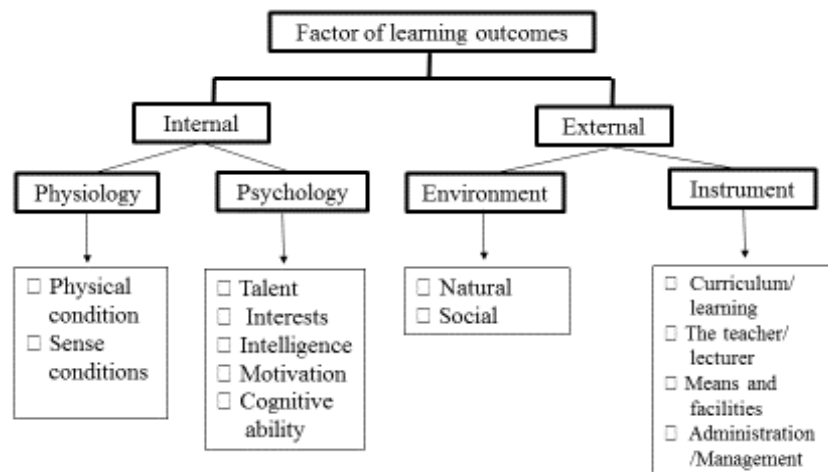 Factor of learning outcomes
Internal
External
Physiology
Psychology
Environment
Instrument
□ Physical
condition
□ Sense
conditions
□ Talent
□ Interests
□ Intelligence
□ Motivation
□ Cognitive
ability
□ Natural
□ Social
□ Curriculum/
learning
□ The teacher/
lecturer
□ Means and
facilities
□ Administration
/Management